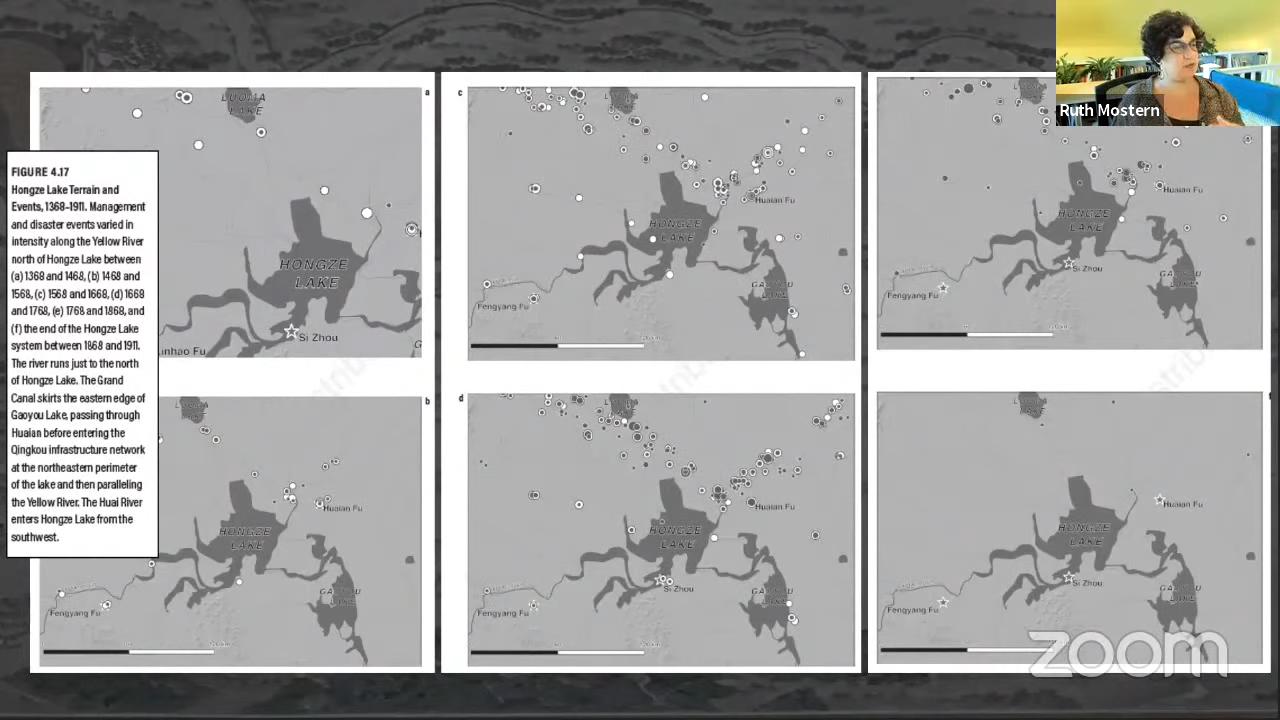 Ruth Mostern
FIGURE 4.17
Hongze Lake Terrain and
Events, 1368-1911. Management
and disaster events varied in
intensity along the Yellow River
north of Hongze Lake between
(a) 1368 and 1468, (b) 1468 and
1568, (c) 1568 and 1668, (d) 1668
and 1768, (e) 1768 and 1868, and
(f) the end of the Hongze Lake
system between 1868 and 1911.
The river runs just to the north
of Hongze Lake. The Grand
Canal skirts the eastern edge of
Gaoyou Lake, passing through
Huaian before entering the
Qingkou infrastructure network
at the northeastern perimeter
of the lake and then paralleling
the Yellow River. The Huai River
enters Hongze Lake from the
southwest.
a
LUOMA
LAKE
HONGZE
LAKE
Si Zhou
unhao Fu
b
Huaian Fu
HONGZE
LAKE
Fengyang Fu
c
Huaian Fu
HONGZE
LAKE
Fengyang Fu
d
Huaian Fu
HONGZE
LAKE
Si Zhou
Fengyang Fu
Huaian Fu
HONGZE
LAKE
Si Zhou
Fengyang Fu
Huaian Fu
HONGZE
LAKE
Si Zhou
Fengyang Fu
zoom